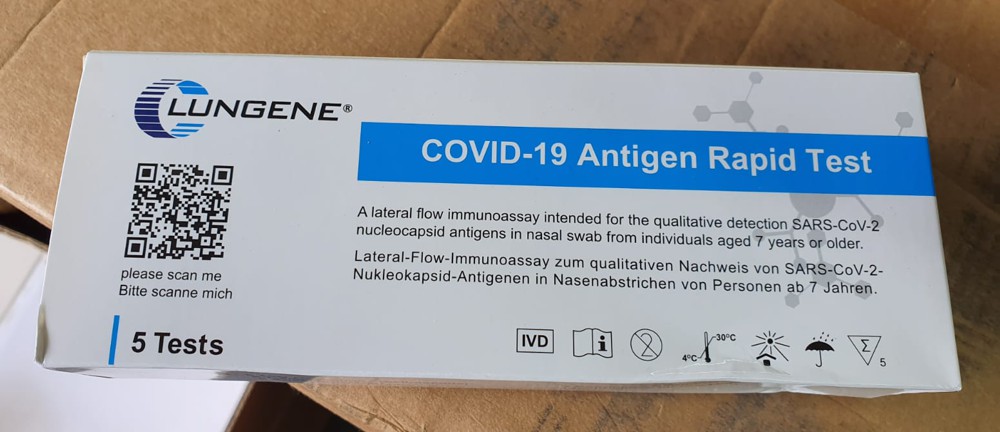 LUNGENE®
COVID-19 Antigen Rapid Test
A lateral flow immunoassay intended for the qualitative detection SARS-CoV-2
nucleocapsid antigens in nasal swab from individuals aged 7 years or older.
Lateral-Flow-Immunoassay zum qualitativen Nachweis von SARS-CoV-2-
Nukleokapsid-Antigenen in Nasenabstrichen von Personen ab 7 Jahren.
please scan me
Bitte scanne mich
5 Tests
IVD
i
2
4°C
30°C
Σ
5